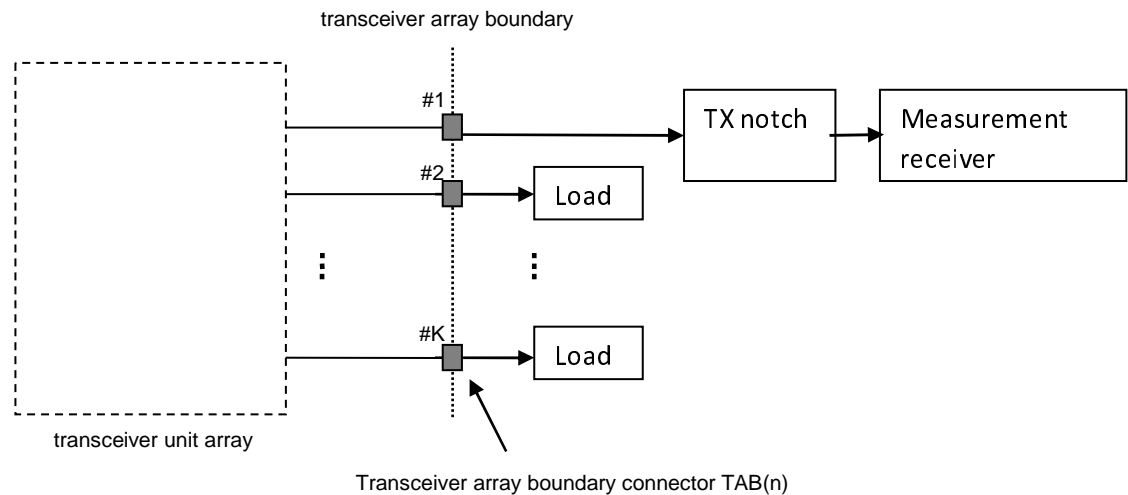 transceiver array boundary
#1
TX notch
Measurement
receiver
#2
Load
#K
Load
transceiver unit array
Transceiver array boundary connector TAB(n)